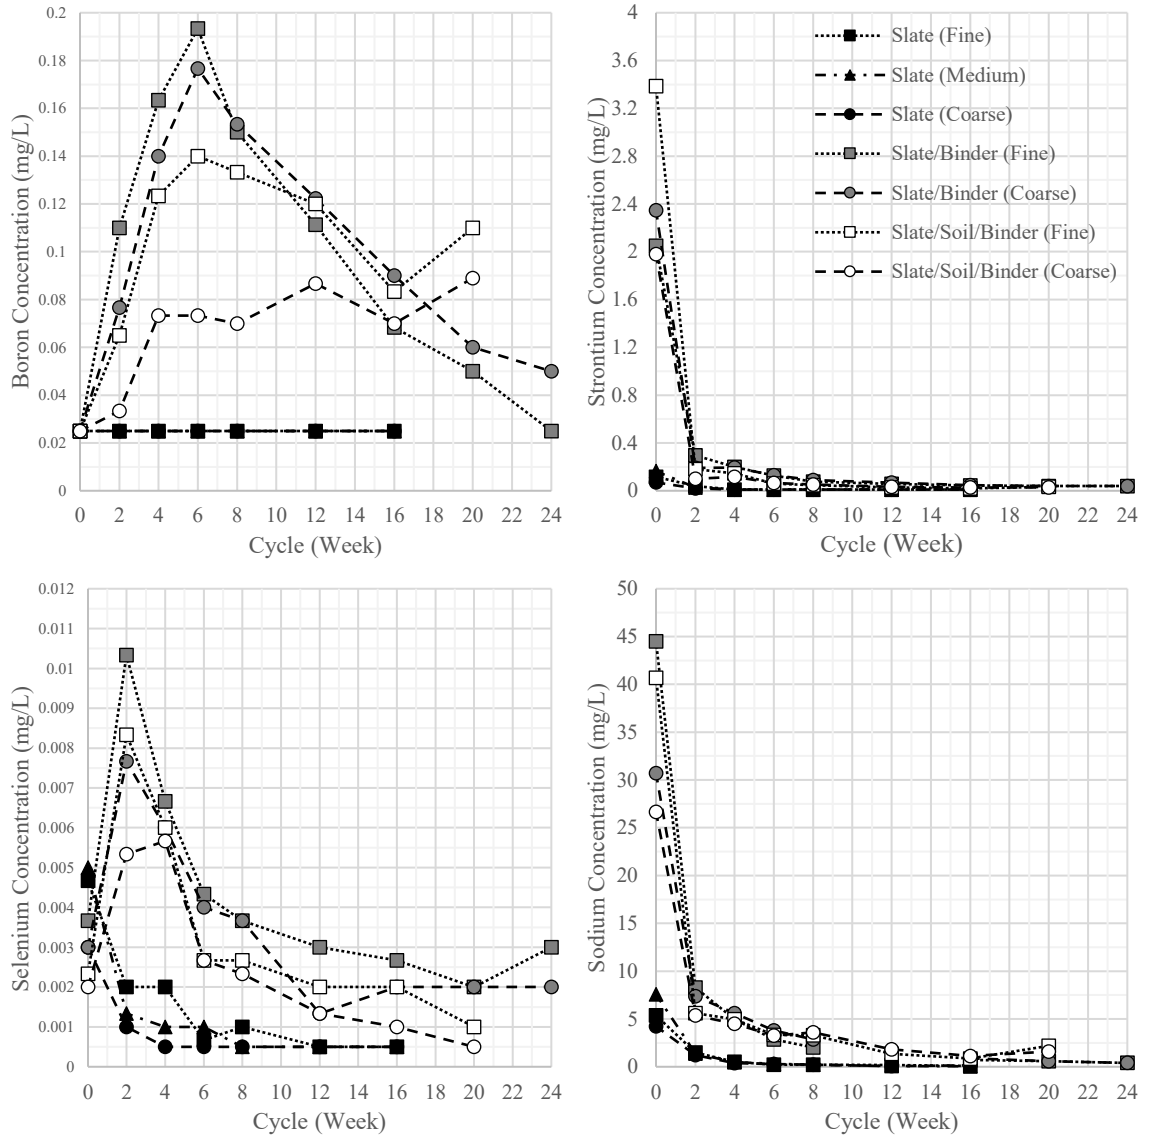 Boron Concentration (mg/L)
0.2
0.18
0.16
0.14
0.12
0.1
0.08
0.06
0.04
0.02
0
0 2 4 6 8 10 12 14 16 18 20 22 24
Cycle (Week)
Strontium Concentration (mg/L)
4
3.6
3.2
2.8
2.4
2
1.6
1.2
0.8
0.4
0
0 2 4 6 8 10 12 14 16 18 20 22 24
Cycle (Week)
Slate (Fine)
Slate (Medium)
Slate (Coarse)
Slate/Binder (Fine)
Slate/Binder (Coarse)
Slate/Soil/Binder (Fine)
Slate/Soil/Binder (Coarse)
Selenium Concentration (mg/L)
0.012
0.011
0.01
0.009
0.008
0.007
0.006
0.005
0.004
0.003
0.002
0.001
0
0 2 4 6 8 10 12 14 16 18 20 22 24
Cycle (Week)
Sodium Concentration (mg/L)
50
45
40
35
30
25
20
15
10
5
0
0 2 4 6 8 10 12 14 16 18 20 22 24
Cycle (Week)